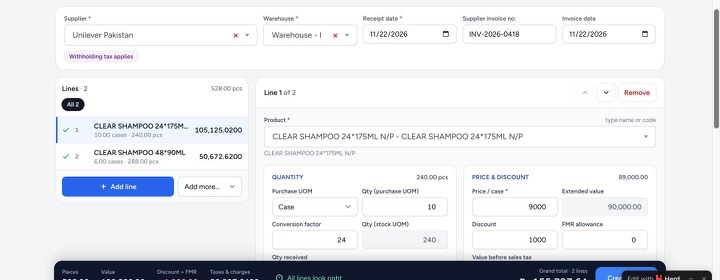 Supplier * Warehouse * Receipt date * Supplier invoice no. Invoice date
Unilever Pakistan Warehouse - I 11/22/2026 INV-2026-0418 11/22/2026
Withholding tax applies
Lines · 2 528.00 pcs
All 2
1 CLEAR SHAMPOO 24*175M... 105,125.0200
10.00 cases · 240.00 pcs
2 CLEAR SHAMPOO 48*90ML 50,672.6200
6.00 cases · 288.00 pcs
+ Add line Add more...
Line 1 of 2 Remove
Product * type name or code
CLEAR SHAMPOO 24*175ML N/P - CLEAR SHAMPOO 24*175ML N/P
CLEAR SHAMPOO 24*175ML N/P
QUANTITY 240.00 pcs
Purchase UOM Qty (purchase UOM)
Case 10
Conversion factor Qty (stock UOM)
24 240
Qty received
PRICE & DISCOUNT 89,000.00
Price / case * Extended value
9000 90,000.00
Discount FMR allowance
1000 0
Value before sales tax
Pieces Value Discount + FMR Taxes & charges
All lines look right
Grand total · 2 lines
Edit with Herd